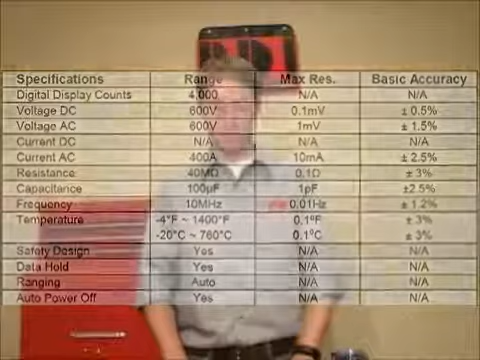 Specifications Range Max Res. Basic Accuracy
Digital Display Counts 4,000 N/A N/A
Voltage DC 600V 0.1mV ± 0.5%
Voltage AC 600V 1mV ± 1.5%
Current DC N/A N/A N/A
Current AC 400A 10mA ± 2.5%
Resistance 40MΩ 0.1Ω ± 3%
Capacitance 100µF 1pF ±2.5%
Frequency 10MHz 0.01Hz ± 1.2%
Temperature -4°F ~ 1400°F 0.1°F ± 3%
-20°C ~ 760°C 0.1°C ± 3%
Safety Design Yes N/A N/A
Data Hold Yes N/A N/A
Ranging Auto N/A N/A
Auto Power Off Yes N/A N/A